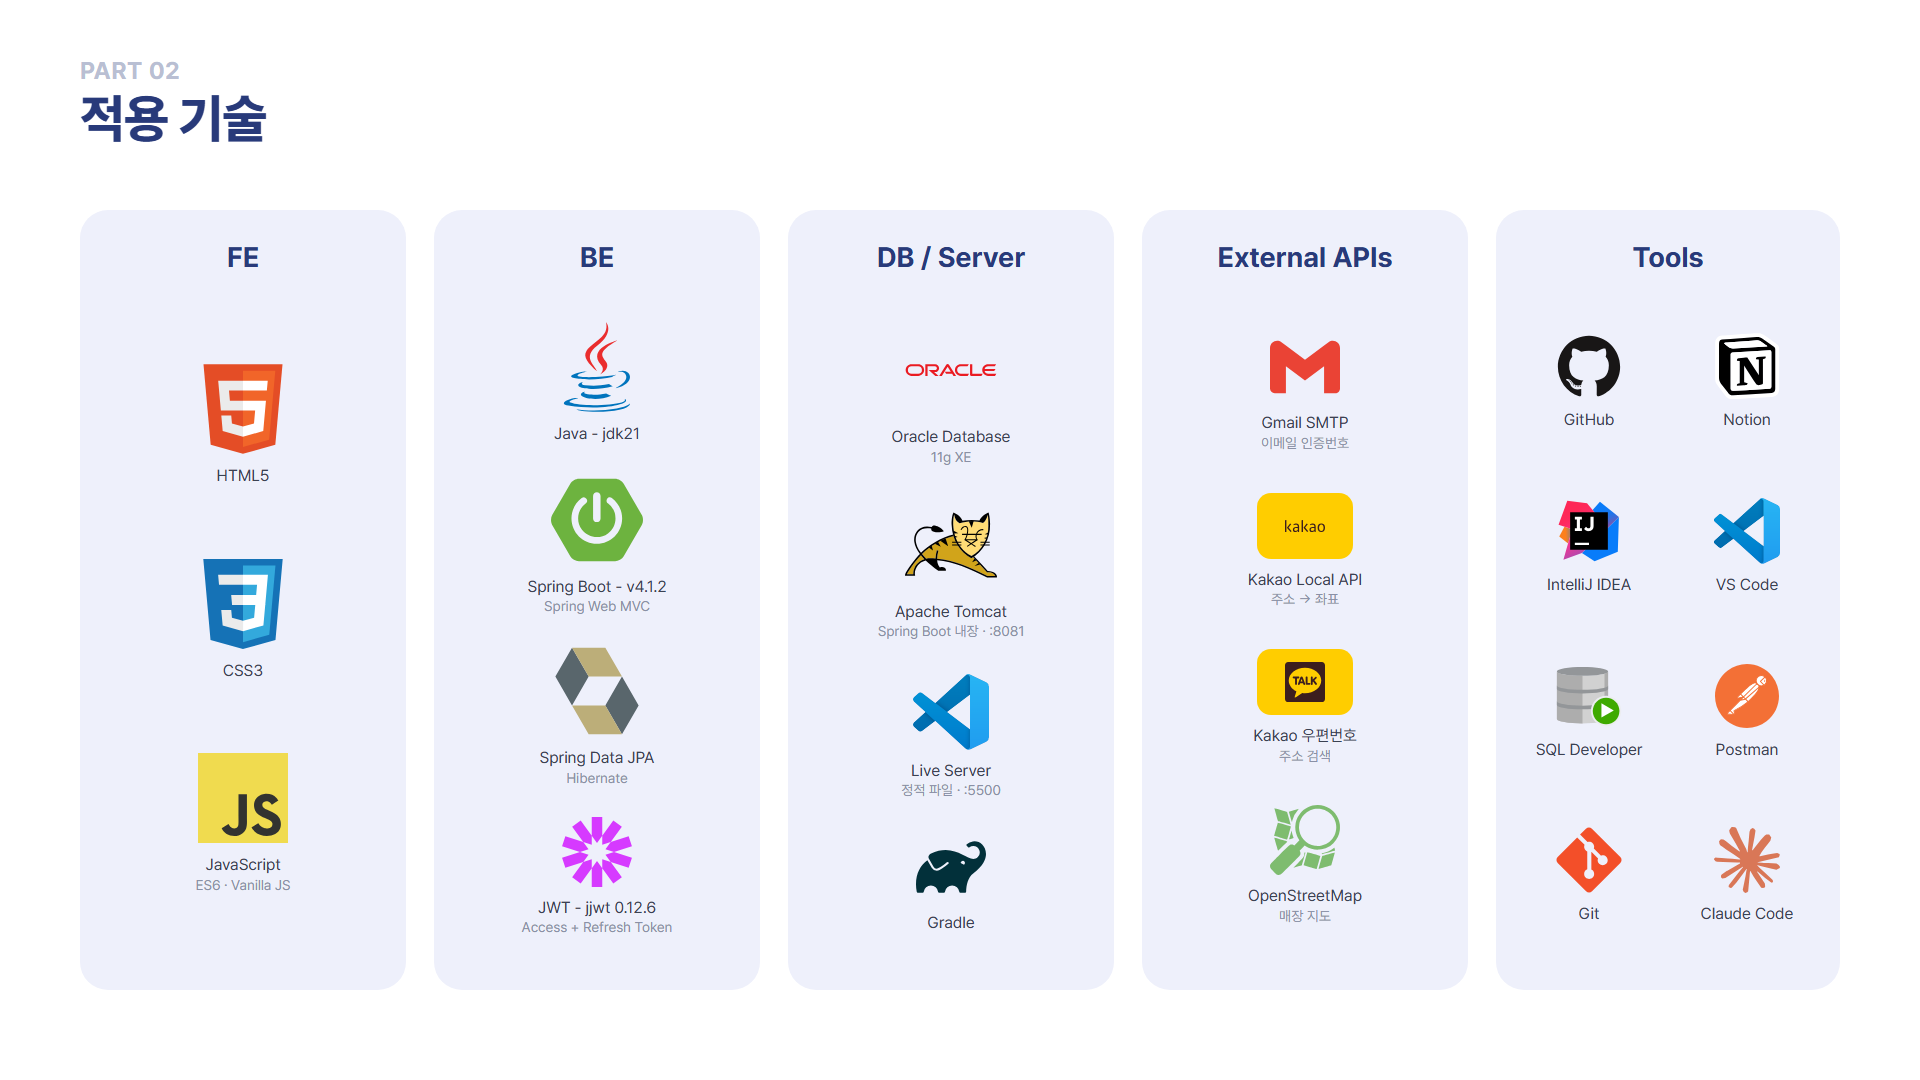 PART 02
적용 기술
FE
HTML5
CSS3
JS
JavaScript
ES6 · Vanilla JS
BE
Java - jdk21
Spring Boot - v4.1.2
Spring Web MVC
Spring Data JPA
Hibernate
JWT - jjwt 0.12.6
Access + Refresh Token
DB / Server
ORACLE
Oracle Database
11g XE
Apache Tomcat
Spring Boot 내장 · :8081
Live Server
정적 파일 · :5500
Gradle
External APIs
Gmail SMTP
이메일 인증번호
kakao
Kakao Local API
주소 → 좌표
TALK
Kakao 우편번호
주소 검색
OpenStreetMap
매장 지도
Tools
GitHub
N
Notion
IJ
IntelliJ IDEA
VS Code
SQL Developer
Postman
Git
Claude Code